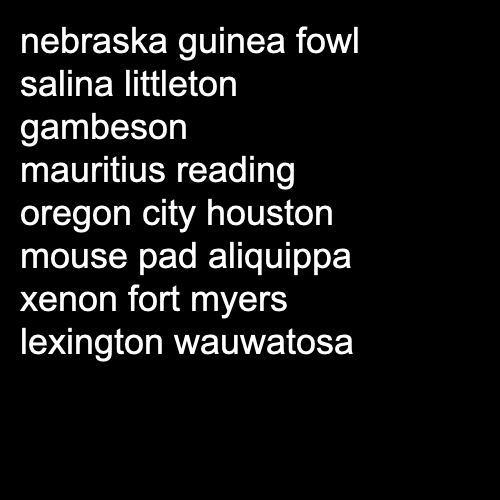 nebraska guinea fowl
salina littleton
gambeson
mauritius reading
oregon city houston
mouse pad aliquippa
xenon fort myers
lexington wauwatosa